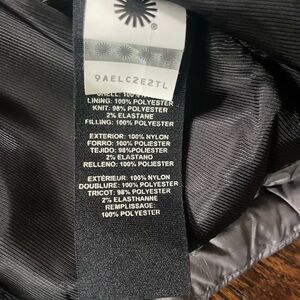 ®
9AELC2E2TL
SHELL: 100%
LINING: 100% POLYESTER
KNIT: 98% POLYESTER
2% ELASTANE
FILLING: 100% POLYESTER
EXTERIOR: 100% NYLON
FORRO: 100% POLIESTER
TEJIDO: 98%POLIESTER
2% ELASTANO
RELLENO: 100% POLIESTER
EXTÉRIEUR: 100% NYLON
DOUBLURE: 100% POLYESTER
TRICOT: 98% POLYESTER
2% ELASTHANNE
REMPLISSAGE:
100% POLYESTER